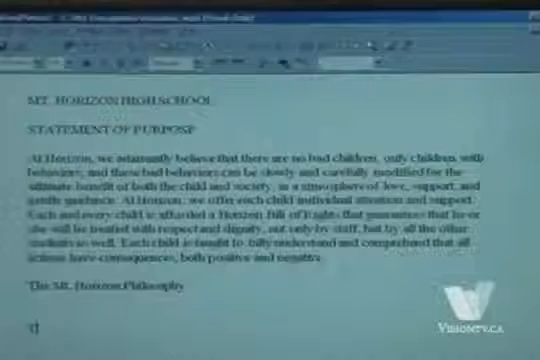 MT. HORIZON HIGH SCHOOL
STATEMENT OF PURPOSE
At Horizon, we adamantly believe that there are no bad children, only children with
behaviors, and these bad behaviors can be slowly and carefully modified for the
ultimate benefit of both the child and society, in a atmosphere of love, support, and
gentle guidance. At Horizon, we offer each child individual attention and support.
Each and every child is afforded a Horizon Bill of Rights that guarantees that he or
she will be treated with respect and dignity, not only by staff, but by all the other
students as well. Each child is taught to fully understand and comprehend that all
actions have consequences, both positive and negative.
The Mt. Horizon Philosophy
VISIONTV.CA